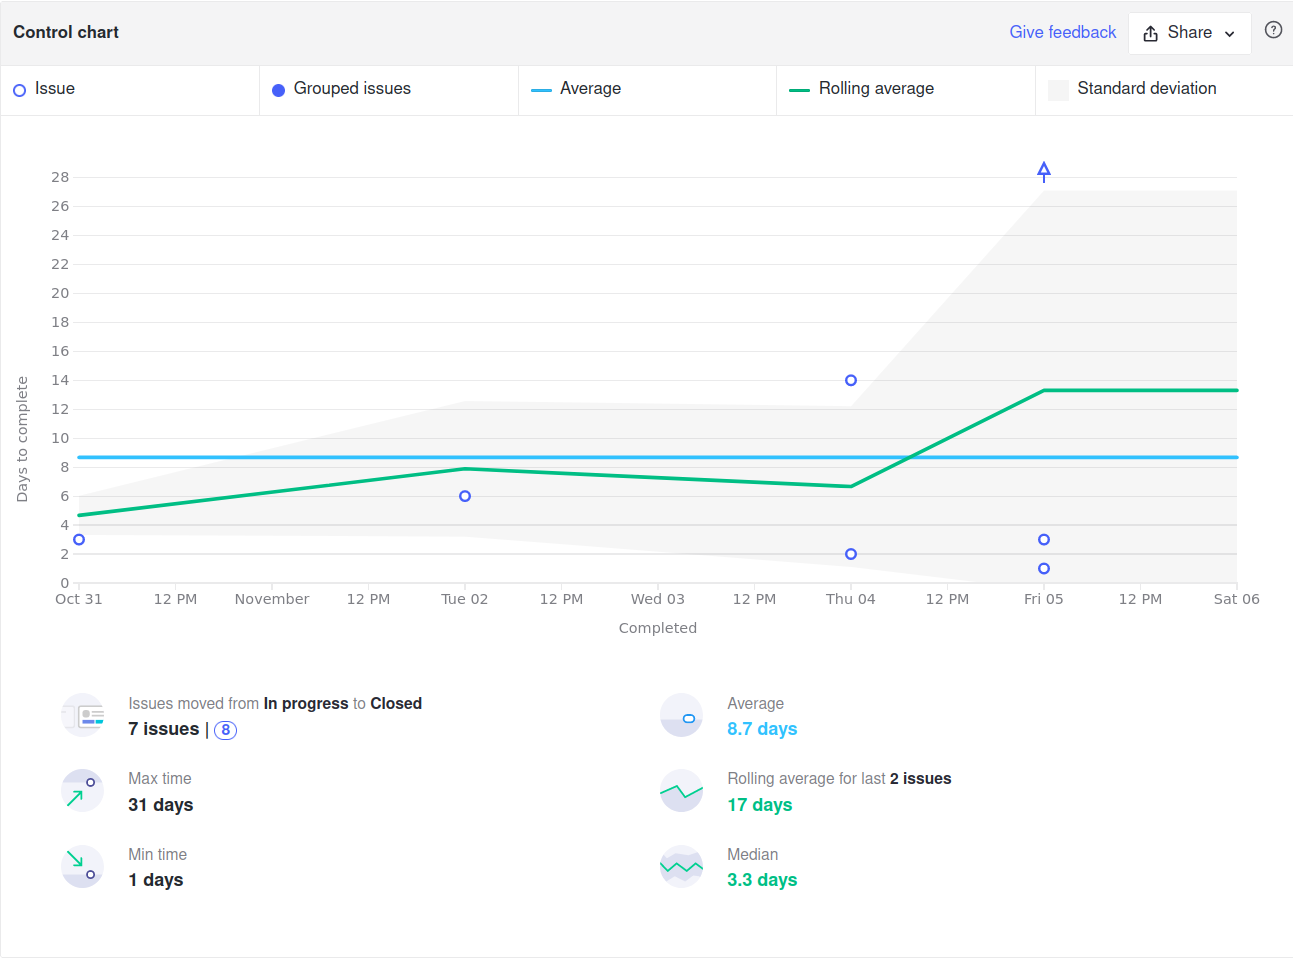 Control chart
Give feedback
Share
?
Issue
Grouped issues
Average
Rolling average
Standard deviation
28
26
24
22
20
18
16
14
12
10
8
6
4
2
0
Days to complete
Oct 31
12 PM
November
12 PM
Tue 02
12 PM
Wed 03
12 PM
Thu 04
12 PM
Fri 05
12 PM
Sat 06
Completed
Issues moved from In progress to Closed
7 issues | 8
Average
8.7 days
Max time
31 days
Rolling average for last 2 issues
17 days
Min time
1 days
Median
3.3 days